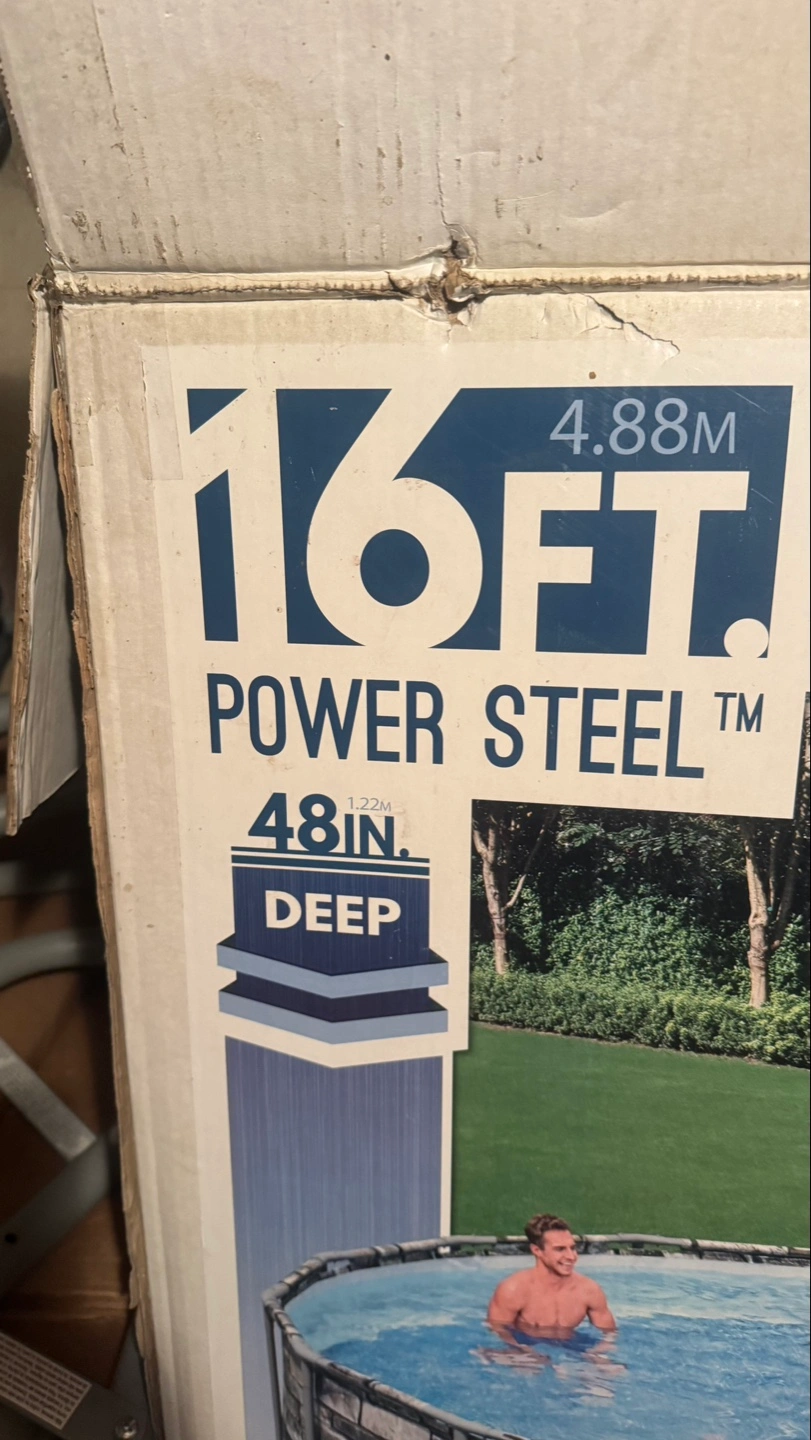 4.88M
16FT.
POWER STEEL™
48IN. 1.22M
DEEP